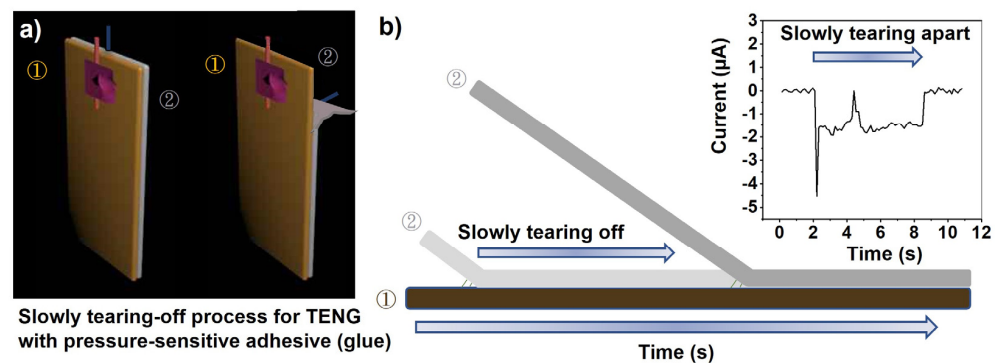 a)
①
②
①
②
Slowly tearing-off process for TENG
with pressure-sensitive adhesive (glue)
b)
②
②
Slowly tearing off
①
Time (s)
Slowly tearing apart
Current (µA)
3
2
1
0
-1
-2
-3
-4
-5
0 2 4 6 8 10 12
Time (s)